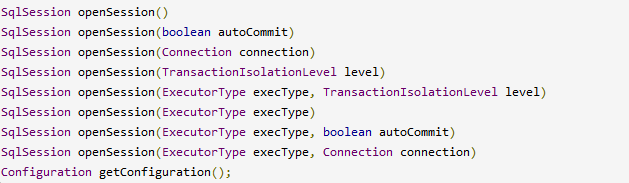 SqlSession openSession()
SqlSession openSession(boolean autoCommit)
SqlSession openSession(Connection connection)
SqlSession openSession(TransactionIsolationLevel level)
SqlSession openSession(ExecutorType execType, TransactionIsolationLevel level)
SqlSession openSession(ExecutorType execType)
SqlSession openSession(ExecutorType execType, boolean autoCommit)
SqlSession openSession(ExecutorType execType, Connection connection)
Configuration getConfiguration();